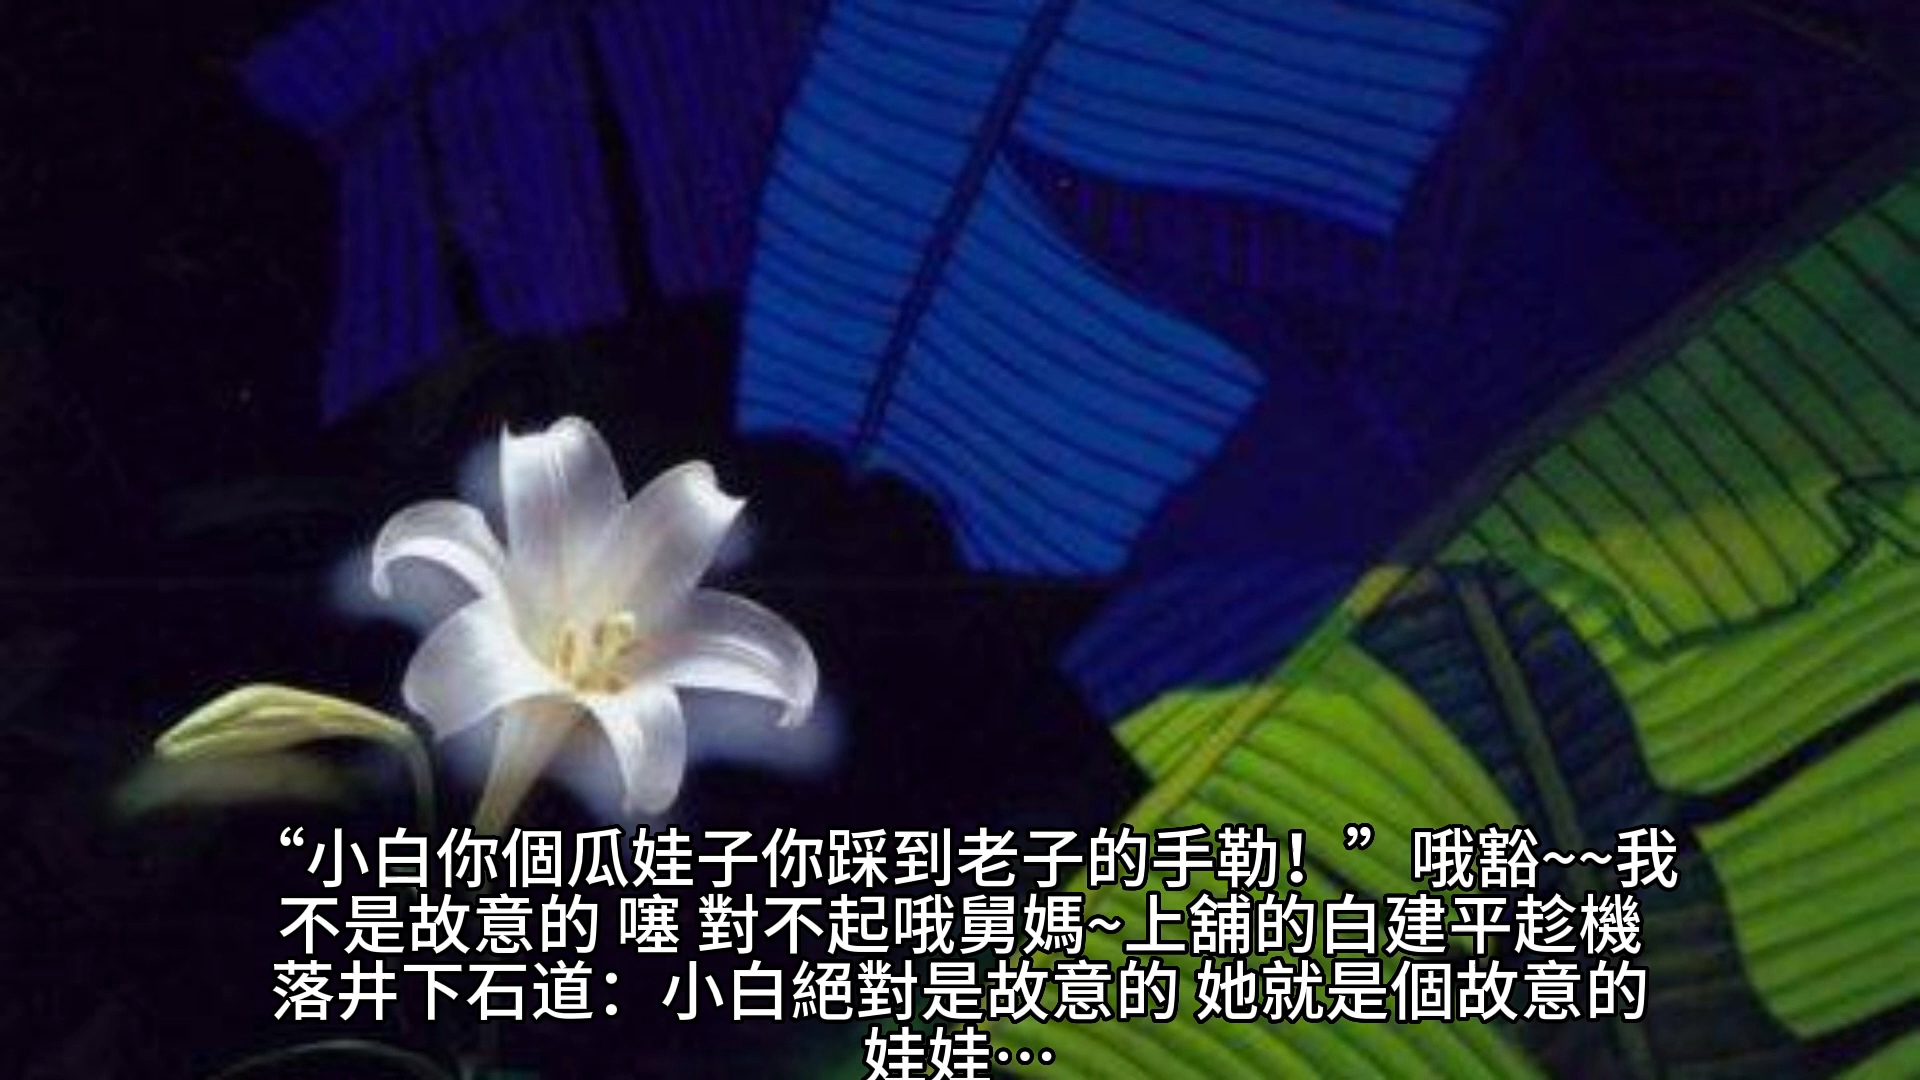 “小白你個瓜娃子你踩到老子的手勒！”哦豁~~我
不是故意的 噻 對不起哦舅媽~上舖的白建平趁機
落井下石道：小白絕對是故意的 她就是個故意的
娃娃…